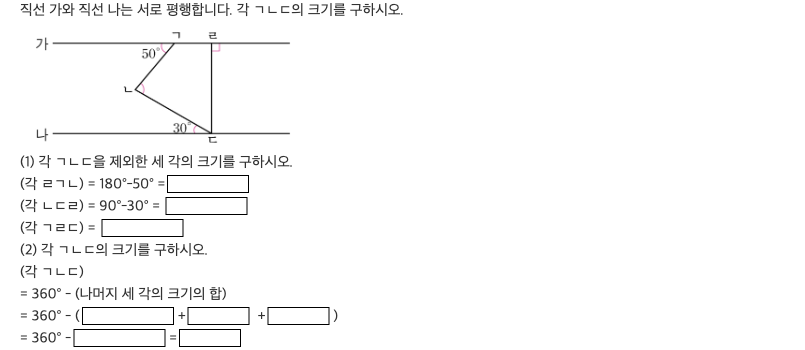 직선 가와 직선 나는 서로 평행합니다. 각 ㄱㄴㄷ의 크기를 구하시오.
ㄱ ㄹ
가
50°
ㄴ
30°
나
ㄷ
(1) 각 ㄱㄴㄷ을 제외한 세 각의 크기를 구하시오.
(각 ㄹㄱㄴ) = 180°-50° =
(각 ㄴㄷㄹ) = 90°-30° =
(각 ㄱㄹㄷ) =
(2) 각 ㄱㄴㄷ의 크기를 구하시오.
(각 ㄱㄴㄷ)
= 360° - (나머지 세 각의 크기의 합)
= 360° - ( + + )
= 360° - =